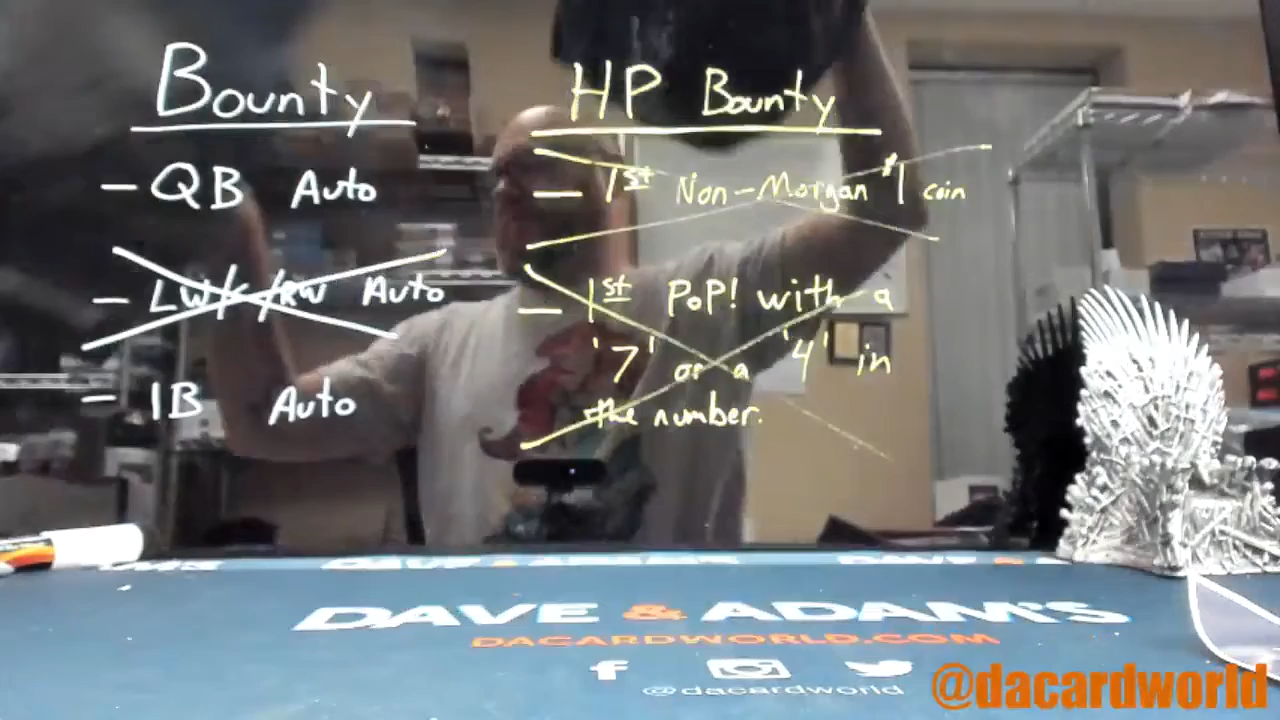 Bounty
- QB Auto
- LW/C/RW Auto
- 1B Auto
HP Bounty
- 1st Non-Morgan $1 coin
- 1st POP! with a
'7' or a '4' in
the number.
DAVE & ADAM'S
DACARDWORLD.COM
@dacardworld
@dacardworld